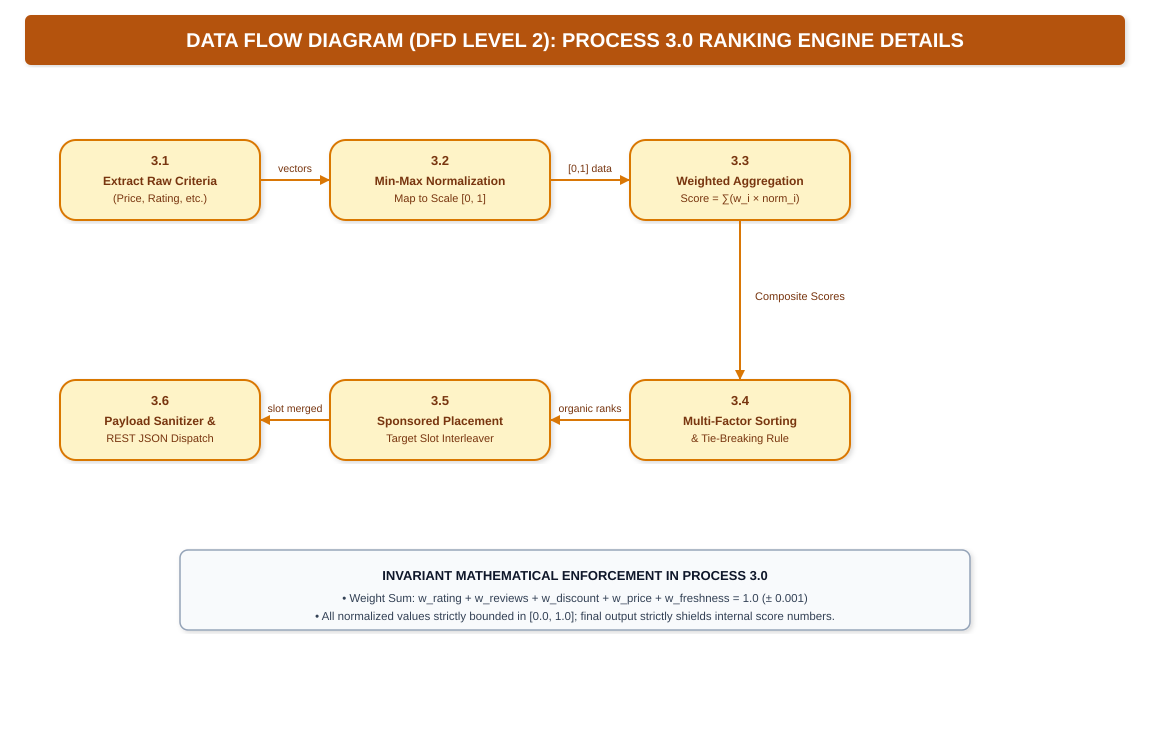 DATA FLOW DIAGRAM (DFD LEVEL 2): PROCESS 3.0 RANKING ENGINE DETAILS
3.1
Extract Raw Criteria
(Price, Rating, etc.)
vectors
3.2
Min-Max Normalization
Map to Scale [0, 1]
[0,1] data
3.3
Weighted Aggregation
Score = ∑(w_i × norm_i)
Composite Scores
3.4
Multi-Factor Sorting
& Tie-Breaking Rule
organic ranks
3.5
Sponsored Placement
Target Slot Interleaver
slot merged
3.6
Payload Sanitizer &
REST JSON Dispatch
INVARIANT MATHEMATICAL ENFORCEMENT IN PROCESS 3.0
• Weight Sum: w_rating + w_reviews + w_discount + w_price + w_freshness = 1.0 (± 0.001)
• All normalized values strictly bounded in [0.0, 1.0]; final output strictly shields internal score numbers.